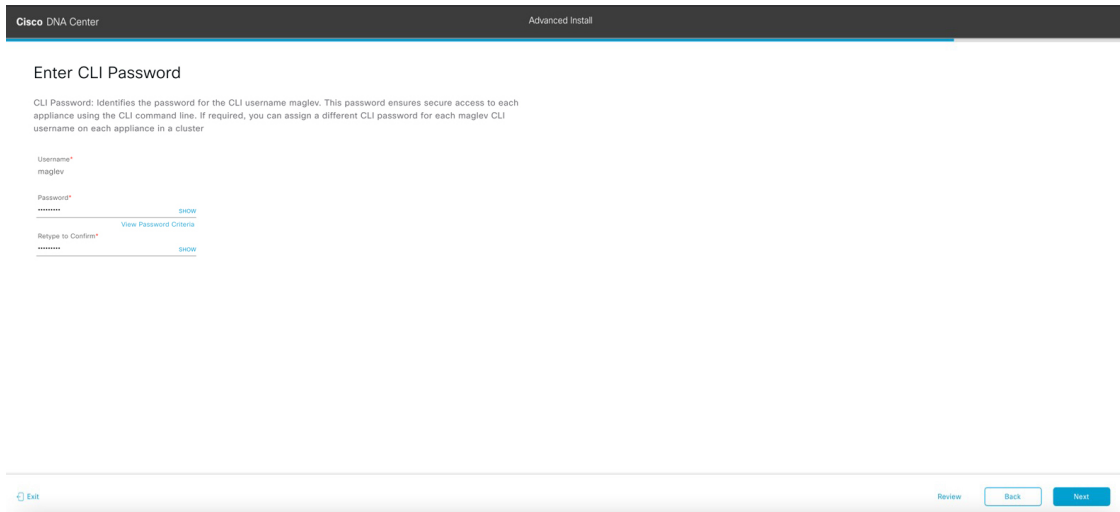 Cisco DNA Center
Advanced Install
Enter CLI Password
CLI Password: Identifies the password for the CLI username maglev. This password ensures secure access to each
appliance using the CLI command line. If required, you can assign a different CLI password for each maglev CLI
username on each appliance in a cluster
Username*
maglev
Password*
•••••••••
SHOW
View Password Criteria
Retype to Confirm*
•••••••••
SHOW
Exit
Review
Back
Next